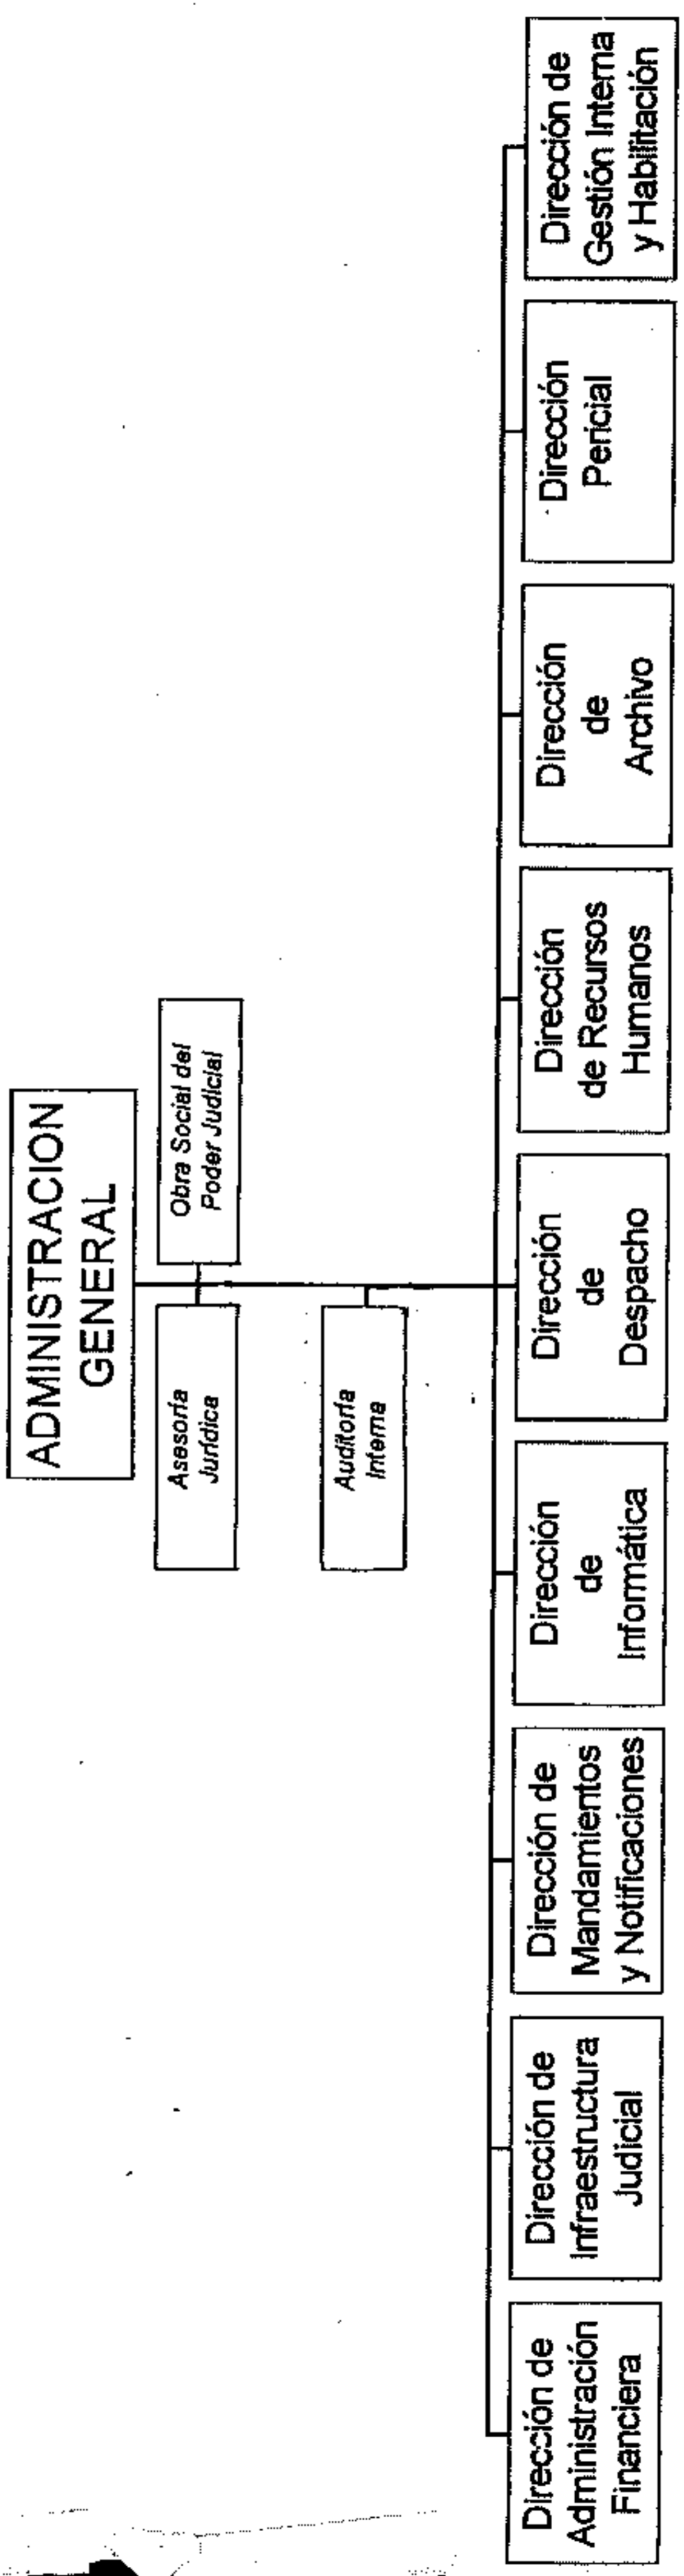 ADMINISTRACION
GENERAL
Asesoría
Jurídica
Obra Social del
Poder Judicial
Auditoría
Interna
Dirección de
Administración
Financiera
Dirección de
Infraestructura
Judicial
Dirección de
Mandamientos
y Notificaciones
Dirección
de
Informática
Dirección
de
Despacho
Dirección
de Recursos
Humanos
Dirección
de
Archivo
Dirección
Pericial
Dirección de
Gestión Interna
y Habilitación